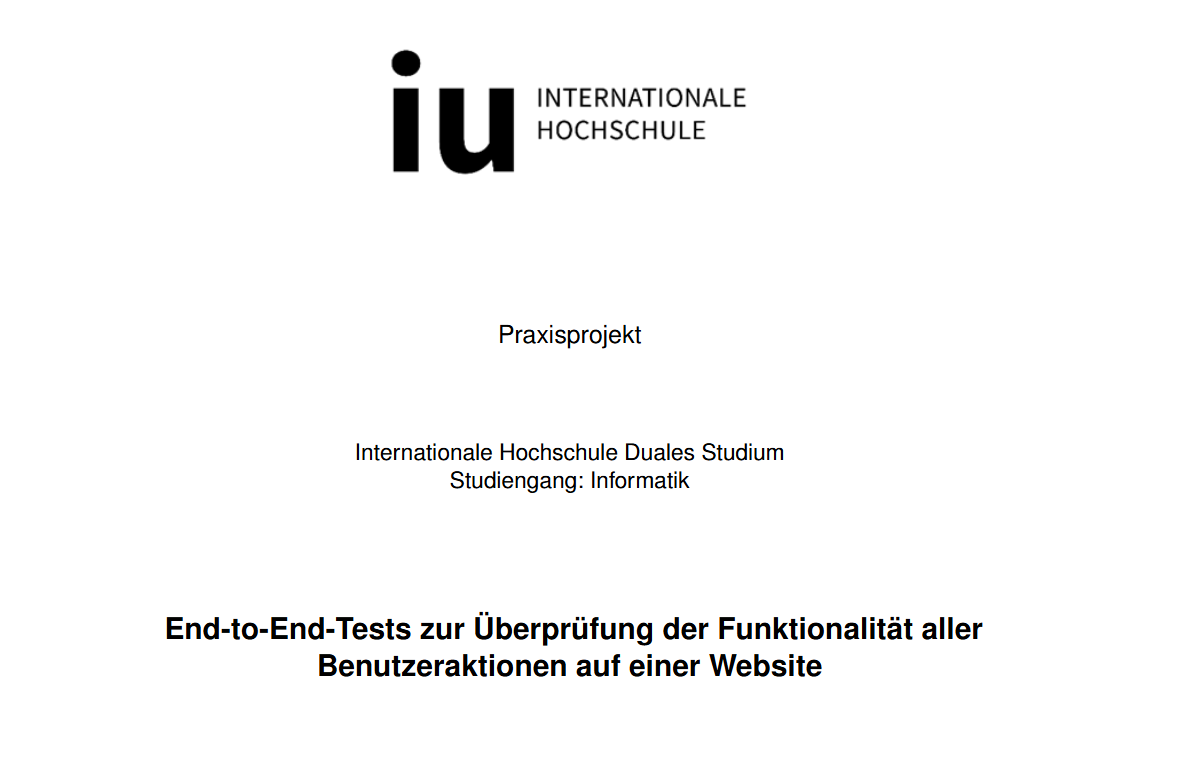 iu INTERNATIONALE
HOCHSCHULE
Praxisprojekt
Internationale Hochschule Duales Studium
Studiengang: Informatik
End-to-End-Tests zur Überprüfung der Funktionalität aller
Benutzeraktionen auf einer Website